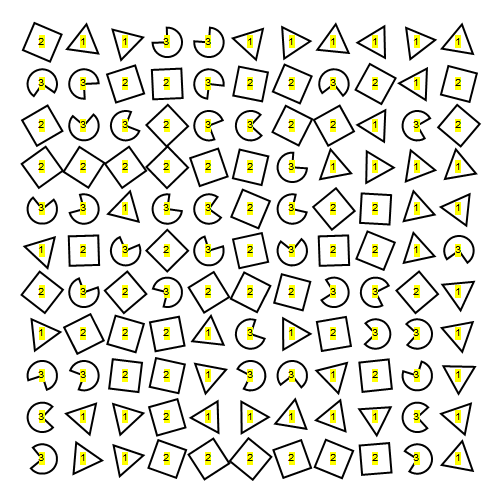 2 1 1 3 3 1 1 1 1 1 1
3 3 2 2 3 2 2 3 2 1 2
2 3 3 2 3 3 2 2 1 3 2
2 2 2 2 2 2 3 1 1 1 1
3 3 1 3 3 2 3 2 2 1 1
1 2 3 2 3 2 3 2 2 1 3
2 3 2 3 2 2 2 3 3 2 1
1 2 2 2 1 3 1 2 3 3 1
3 3 2 2 1 3 3 1 2 3 1
3 1 1 2 1 1 1 1 1 3 1
3 1 1 2 2 2 2 2 2 3 1